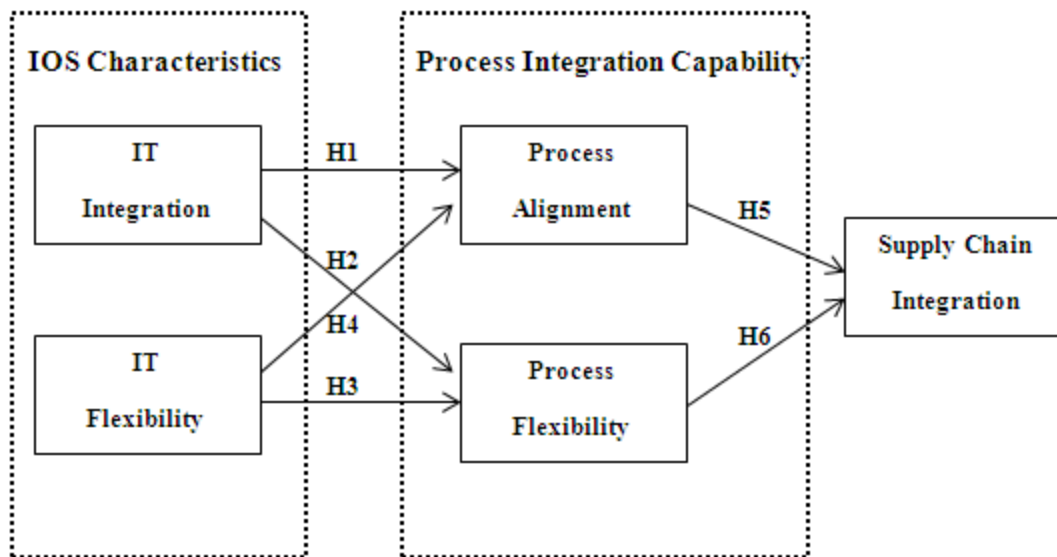 IOS Characteristics
Process Integration Capability
IT
Integration
H1
Process
Alignment
H5
H2
Supply Chain
Integration
H4
IT
Flexibility
H3
Process
Flexibility
H6